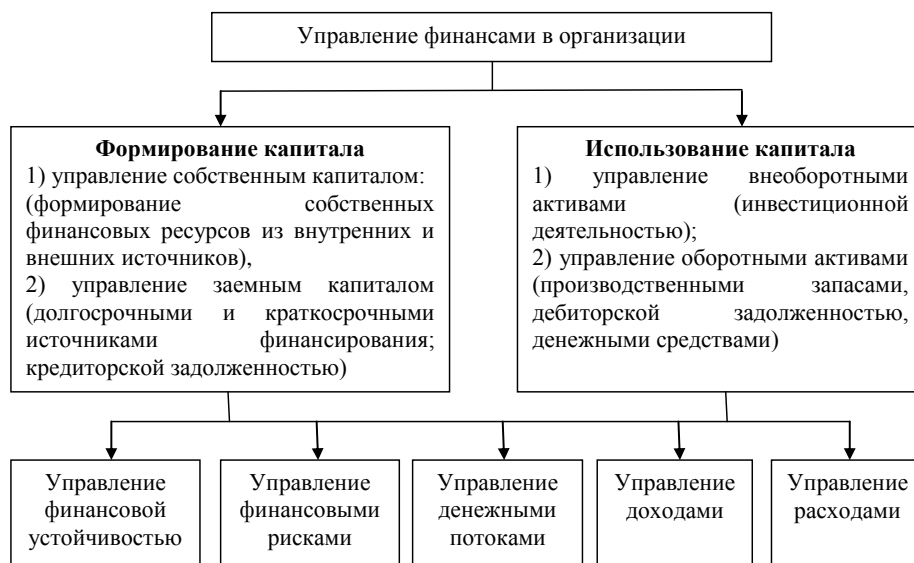 Управление финансами в организации
Формирование капитала
1) управление собственным капиталом:
(формирование собственных
финансовых ресурсов из внутренних и
внешних источников),
2) управление заемным капиталом
(долгосрочными и краткосрочными
источниками финансирования;
кредиторской задолженностью)
Использование капитала
1) управление внеоборотными
активами (инвестиционной
деятельностью);
2) управление оборотными активами
(производственными запасами,
дебиторской задолженностью,
денежными средствами)
Управление
финансовой
устойчивостью
Управление
финансовыми
рисками
Управление
денежными
потоками
Управление
доходами
Управление
расходами